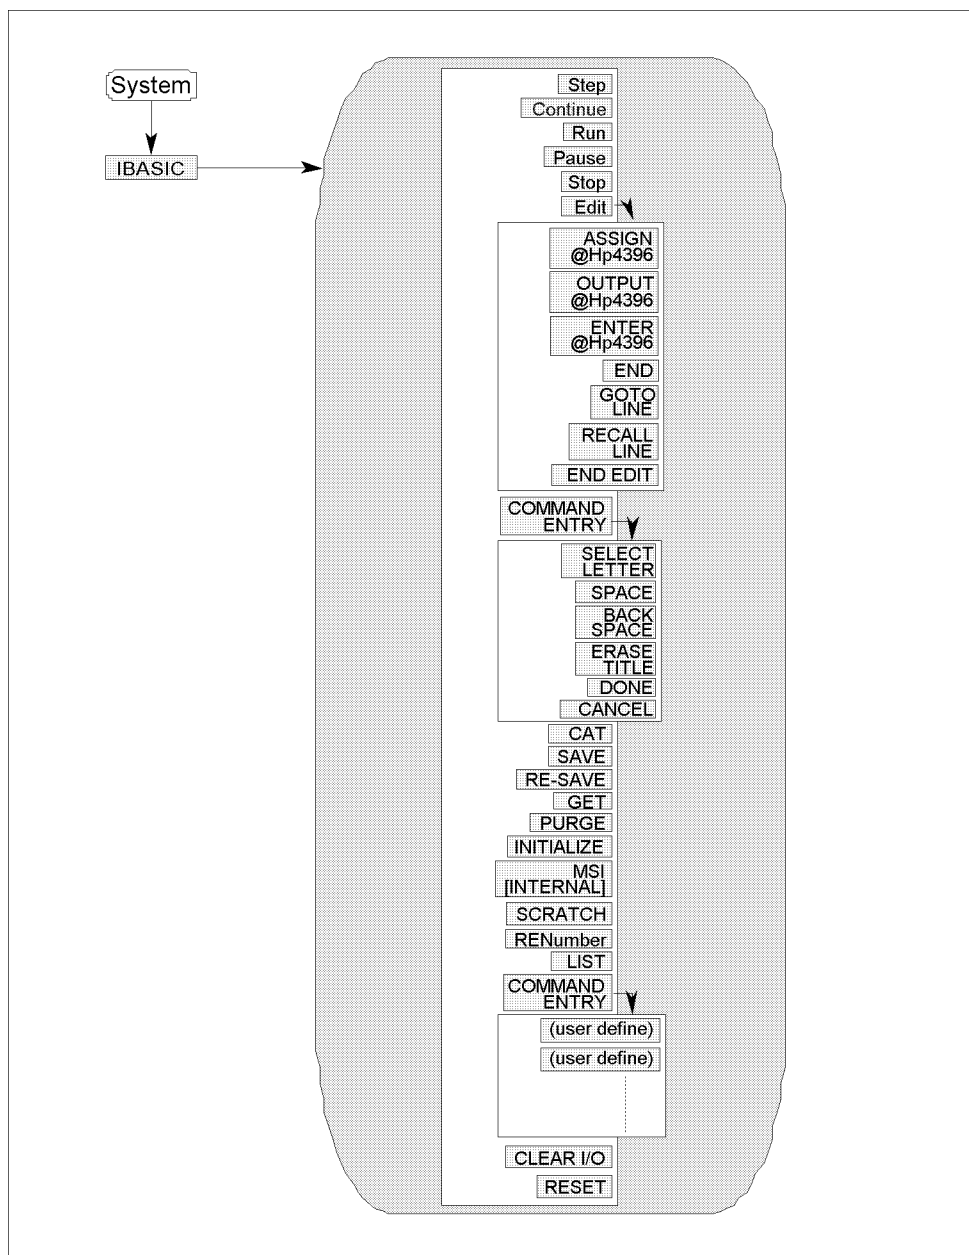 System
IBASIC
Step
Continue
Run
Pause
Stop
Edit
ASSIGN
@Hp4396
OUTPUT
@Hp4396
ENTER
@Hp4396
END
GOTO
LINE
RECALL
LINE
END EDIT
COMMAND
ENTRY
SELECT
LETTER
SPACE
BACK
SPACE
ERASE
TITLE
DONE
CANCEL
CAT
SAVE
RE-SAVE
GET
PURGE
INITIALIZE
MSI
[INTERNAL]
SCRATCH
RENumber
LIST
COMMAND
ENTRY
(user define)
(user define)
CLEAR I/O
RESET